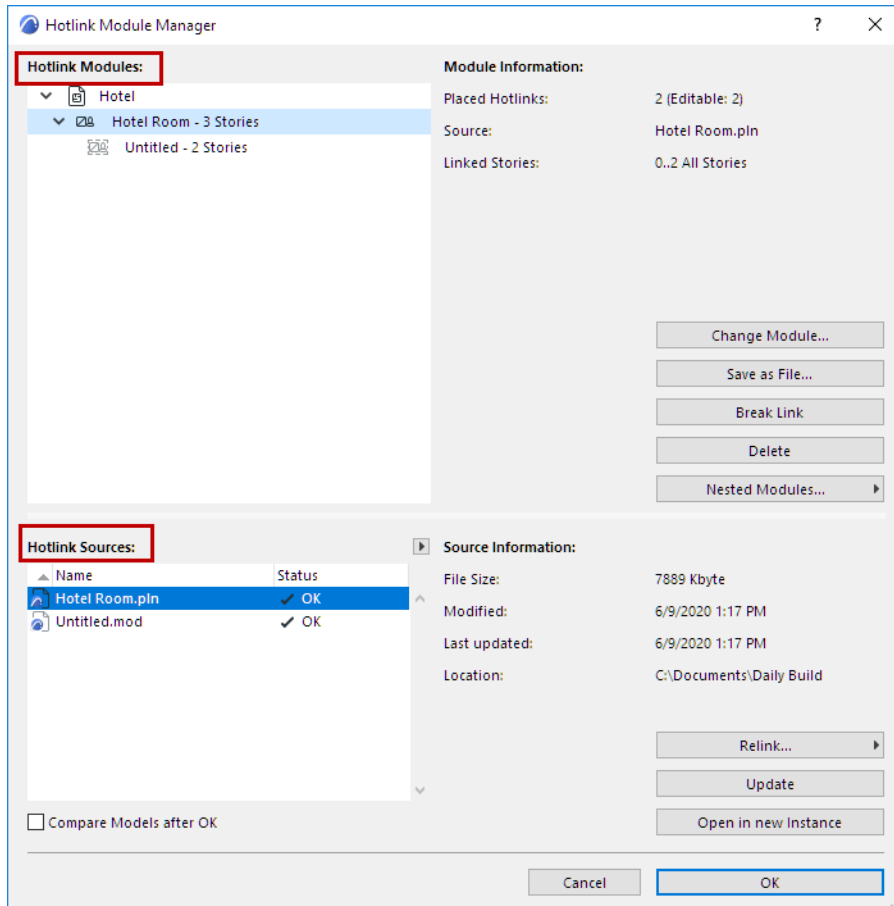 Hotlink Module Manager
?
Hotlink Modules:
Hotel
Hotel Room - 3 Stories
Untitled - 2 Stories
Module Information:
Placed Hotlinks: 2 (Editable: 2)
Source: Hotel Room.pln
Linked Stories: 0..2 All Stories
Change Module...
Save as File...
Break Link
Delete
Nested Modules...
Hotlink Sources:
Name Status
Hotel Room.pln OK
Untitled.mod OK
Compare Models after OK
Source Information:
File Size: 7889 Kbyte
Modified: 6/9/2020 1:17 PM
Last updated: 6/9/2020 1:17 PM
Location: C:\Documents\Daily Build
Relink...
Update
Open in new Instance
Cancel OK